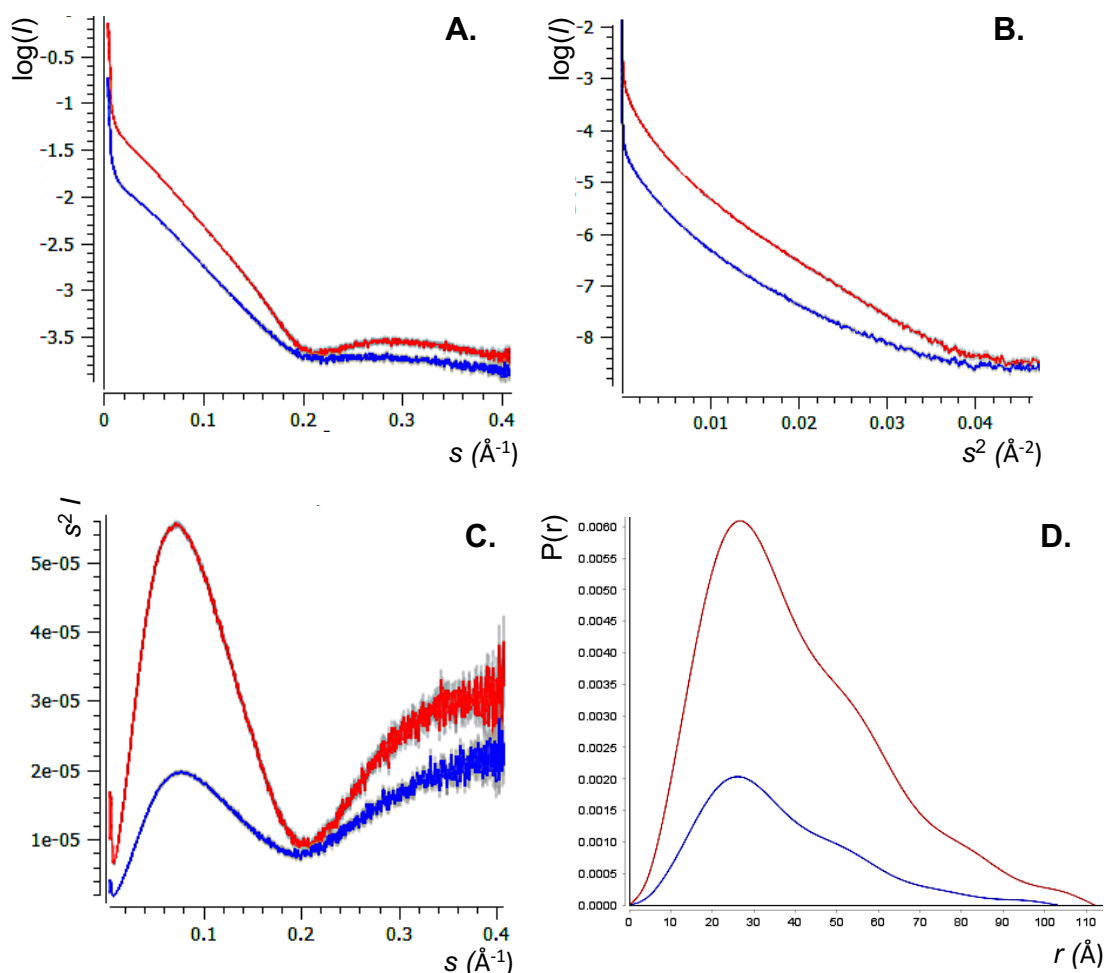 A.
log(I)
-0.5
-1
-1.5
-2
-2.5
-3
-3.5
0 0.1 0.2 0.3 0.4
s (Å-1)
B.
log(I)
-2
-3
-4
-5
-6
-7
-8
0.01 0.02 0.03 0.04
s2 (Å-2)
C.
s2 I
5e-05
4e-05
3e-05
2e-05
1e-05
0.1 0.2 0.3 0.4
s (Å-1)
D.
P(r)
0.0060
0.0055
0.0050
0.0045
0.0040
0.0035
0.0030
0.0025
0.0020
0.0015
0.0010
0.0005
0.0000
0 10 20 30 40 50 60 70 80 90 100 110
r (Å)